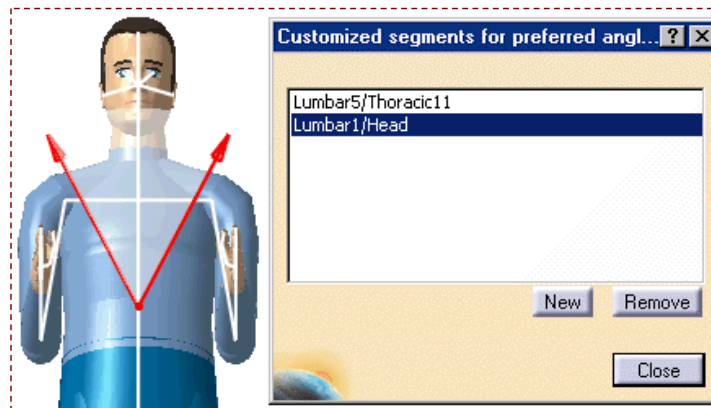 Customized segments for preferred angl...
Lumbar5/Thoracic11
Lumbar1/Head
New
Remove
Close